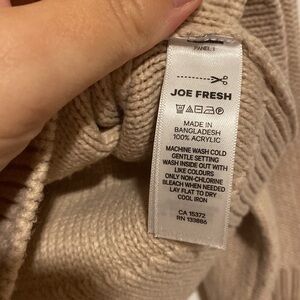 JOE FRESH
MADE IN
BANGLADESH
100% ACRYLIC
MACHINE WASH COLD
GENTLE SETTING
WASH INSIDE OUT WITH
LIKE COLOURS
ONLY NON-CHLORINE
BLEACH WHEN NEEDED
LAY FLAT TO DRY
COOL IRON
CA 15372
RN 133886